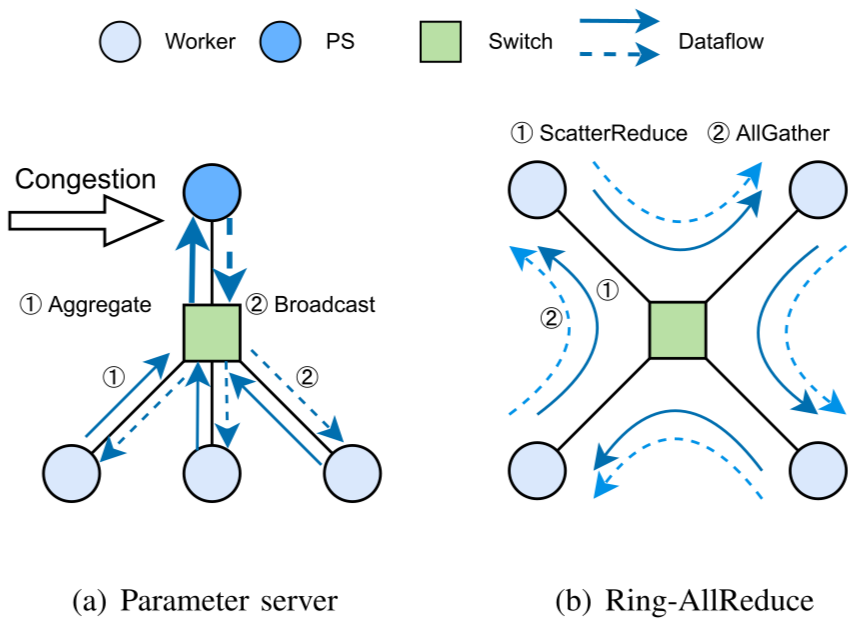 Worker PS Switch Dataflow
Congestion
① Aggregate ② Broadcast
① ②
① ScatterReduce ② AllGather
①
②
(a) Parameter server
(b) Ring-AllReduce